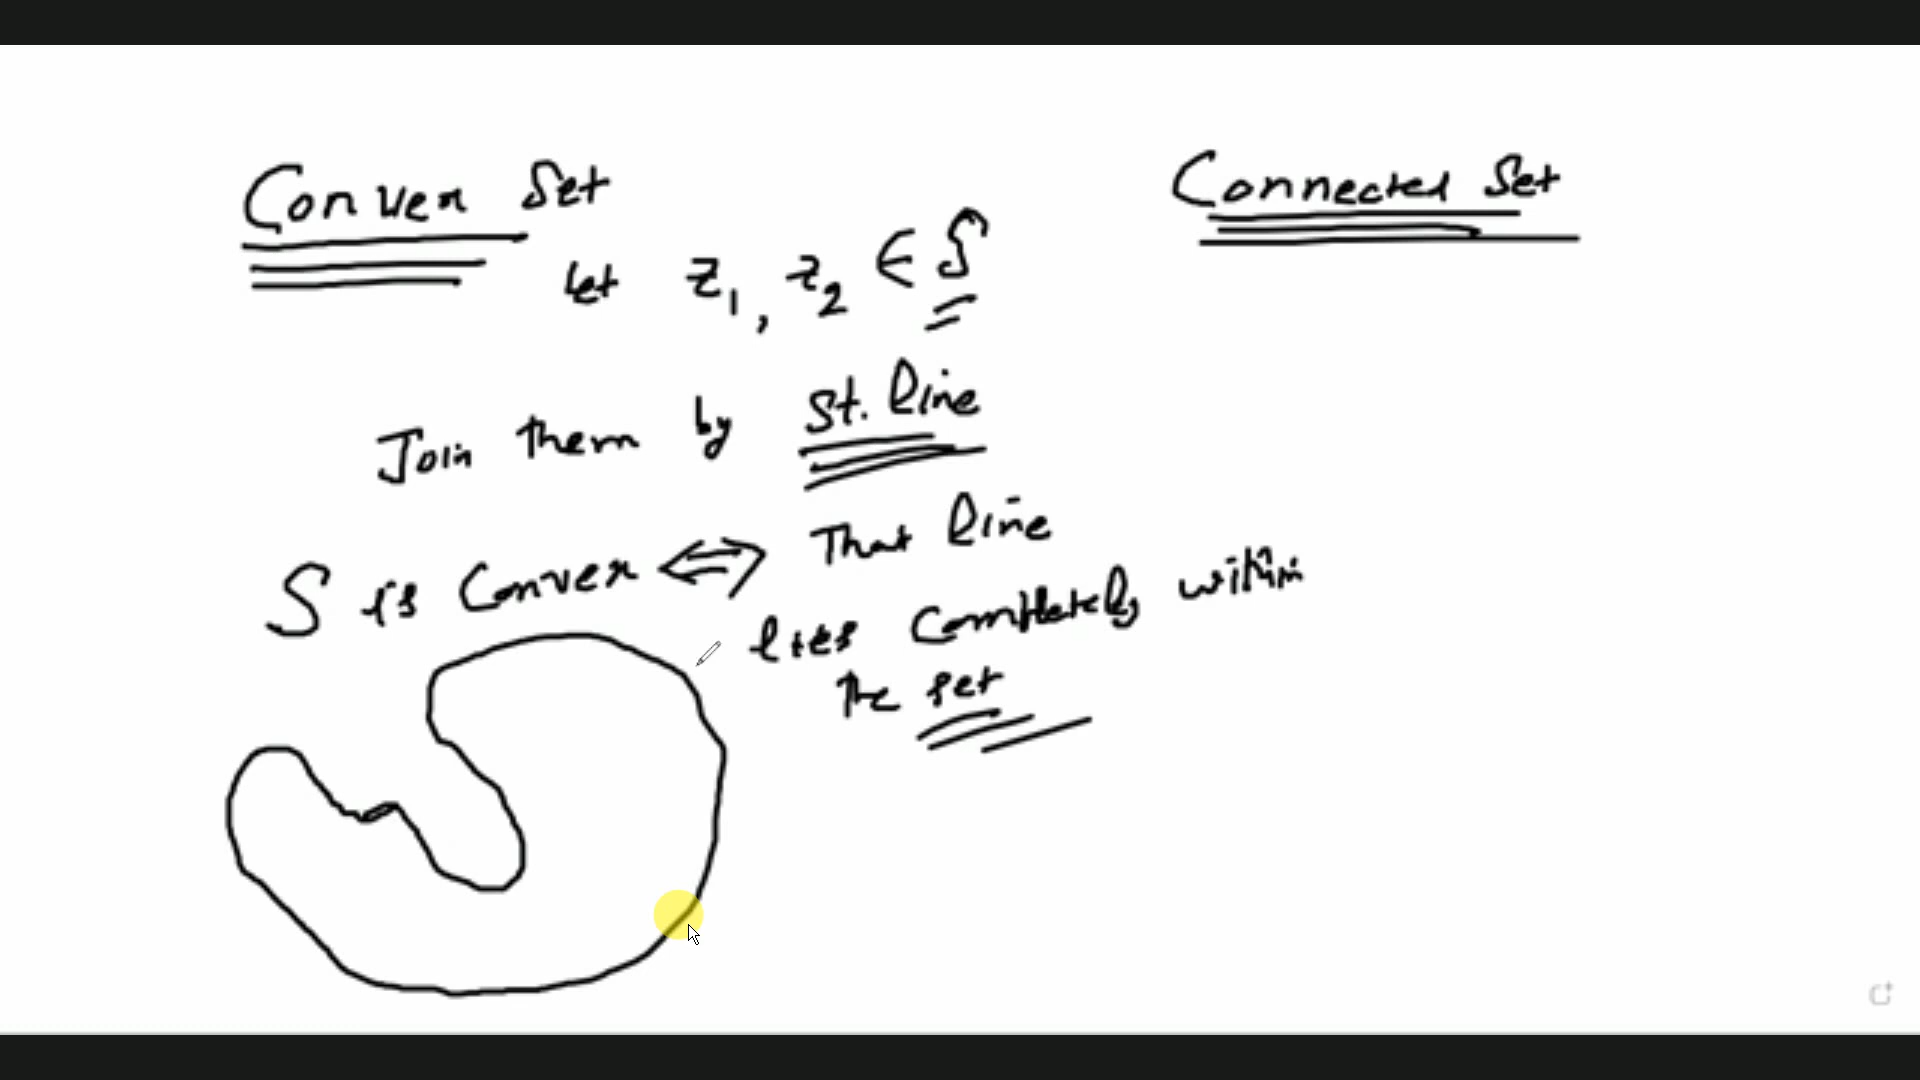 Convex Set
Connected Set
let z1, z2 ∈ S
Join them by St. line
S is Convex ⇔ That line
lies completely within
the set